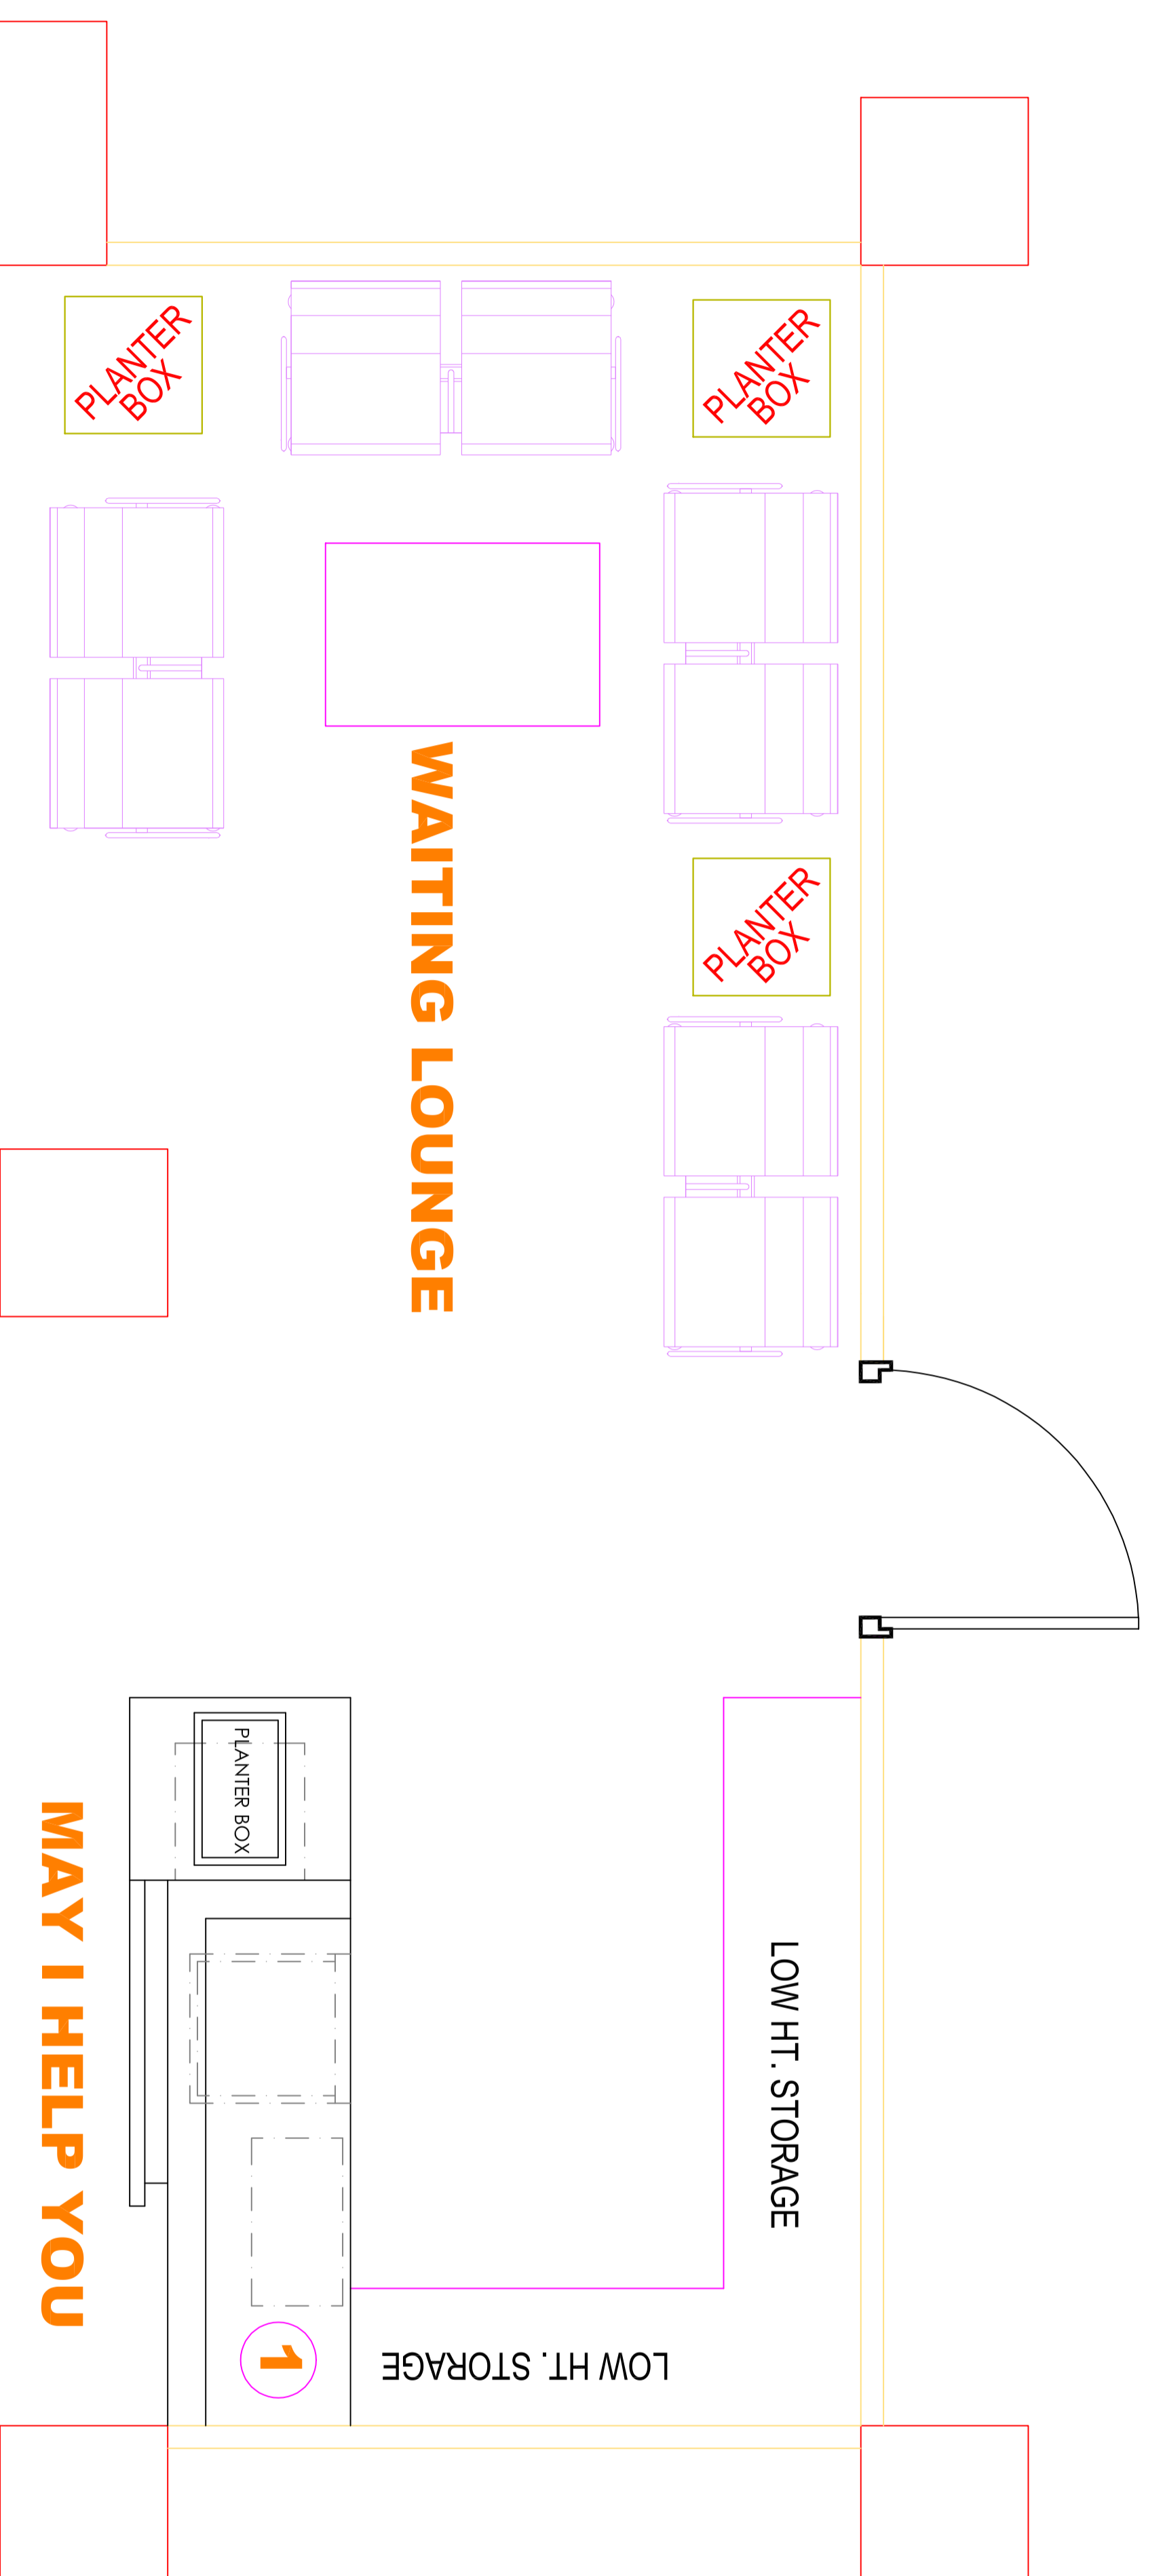 PLANTER
BOX
PLANTER
BOX
WAITING LOUNGE
PLANTER
BOX
PLANTER BOX
MAY I HELP YOU
LOW HT. STORAGE
1
LOW HT. STORAGE